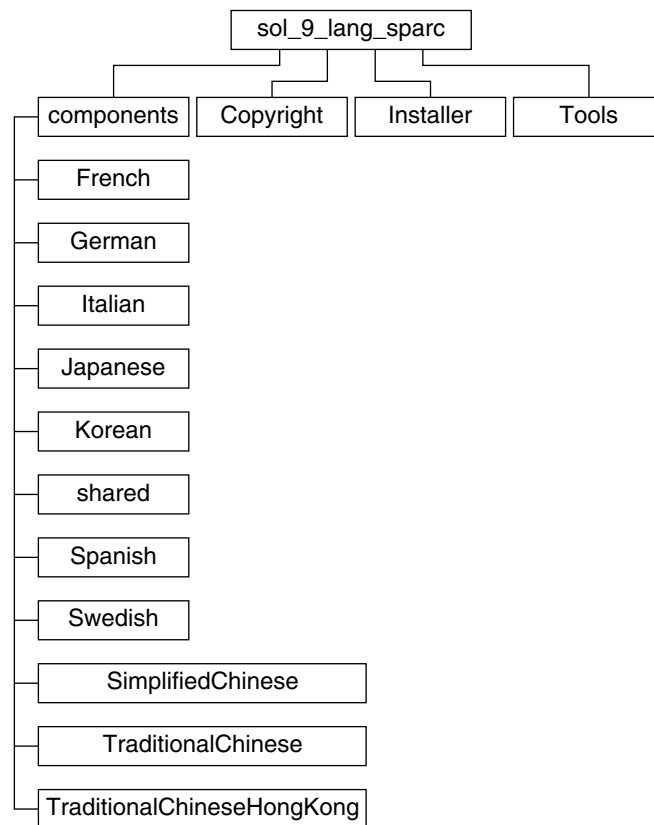 sol_9_lang_sparc
components
Copyright
Installer
Tools
French
German
Italian
Japanese
Korean
shared
Spanish
Swedish
SimplifiedChinese
TraditionalChinese
TraditionalChineseHongKong